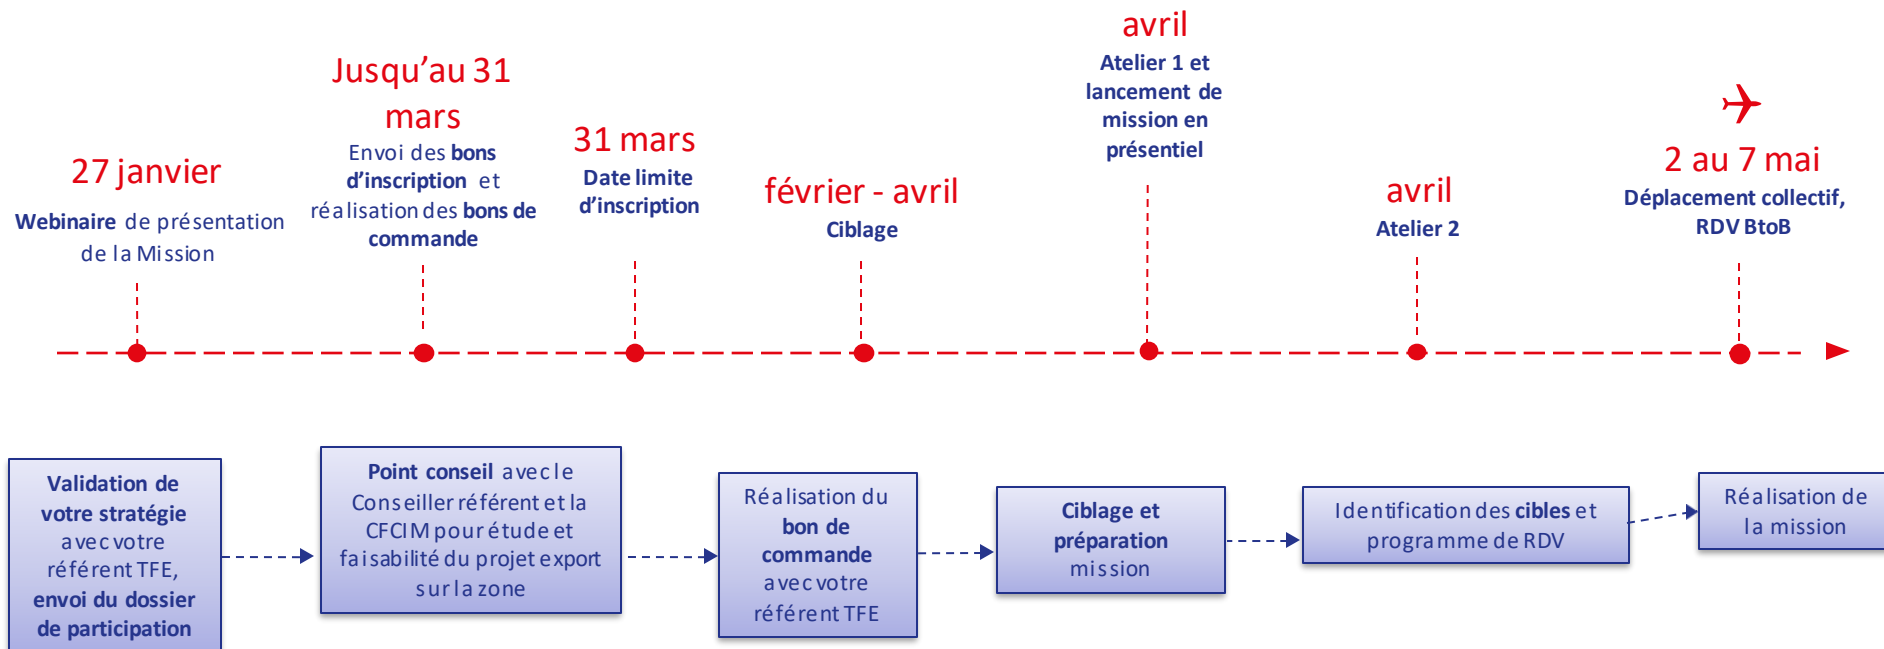 27 janvier
Webinaire de présentation
de la Mission
Jusqu'au 31
mars
Envoi des bons
d'inscription et
réalisation des bons de
commande
31 mars
Date limite
d'inscription
février - avril
Ciblage
avril
Atelier 1 et
lancement de
mission en
présentiel
avril
Atelier 2
2 au 7 mai
Déplacement collectif,
RDV BtoB
Validation de
votre stratégie
avec votre
référent TFE,
envoi du dossier
de participation
Point conseil avec le
Conseiller référent et la
CFCIM pour étude et
faisabilité du projet export
sur la zone
Réalisation du
bon de
commande
avec votre
référent TFE
Ciblage et
préparation
mission
Identification des cibles et
programme de RDV
Réalisation de
la mission